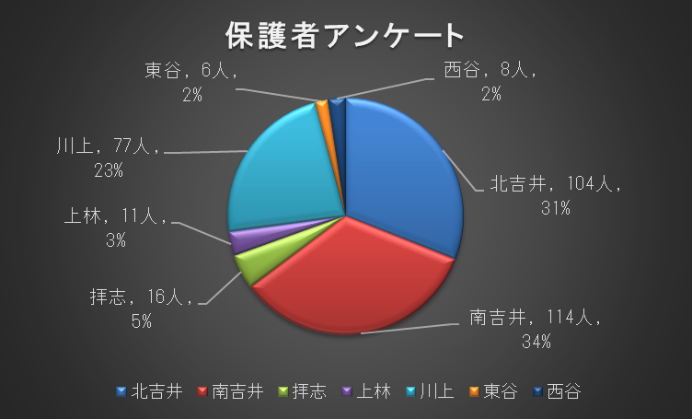 保護者アンケート
東谷, 6人,
2%
西谷, 8人,
2%
川上, 77人,
23%
北吉井, 104人,
31%
上林, 11人,
3%
拝志, 16人,
5%
南吉井, 114人,
34%
北吉井 南吉井 拝志 上林 川上 東谷 西谷